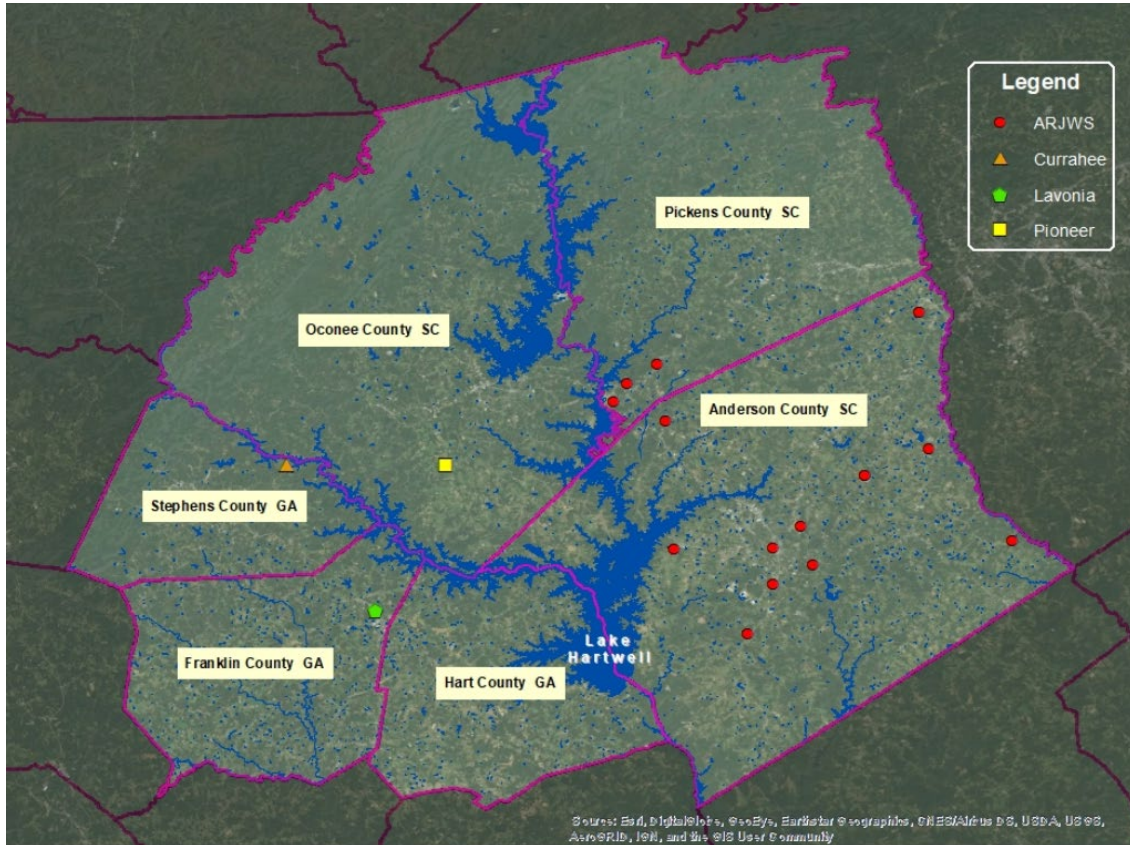 Legend
ARJWS
Currahee
Lavonia
Pioneer
Pickens County SC
Oconee County SC
Anderson County SC
Stephens County GA
Lake
Hartwell
Franklin County GA
Hart County GA
Source: Esri, DigitalGlobe, GeoEye, Earthstar Geographics, CNES/Airbus DS, USDA, USGS,
AeroGRID, IGN, and the GIS User Community